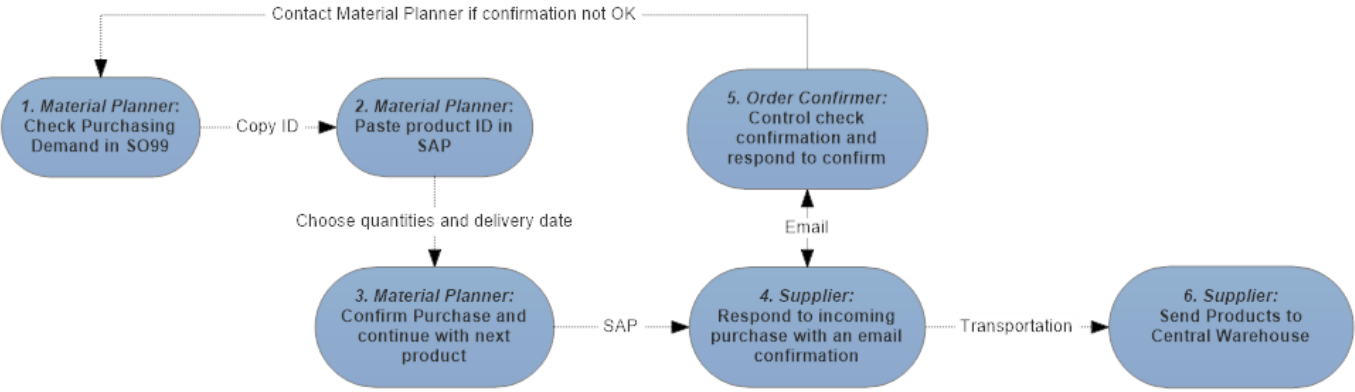 Contact Material Planner if confirmation not OK
1. Material Planner:
Check Purchasing
Demand in SO99
Copy ID
2. Material Planner:
Paste product ID in
SAP
5. Order Confirmer:
Control check
confirmation and
respond to confirm
Choose quantities and delivery date
Email
3. Material Planner:
Confirm Purchase and
continue with next
product
SAP
4. Supplier:
Respond to incoming
purchase with an email
confirmation
Transportation
6. Supplier:
Send Products to
Central Warehouse